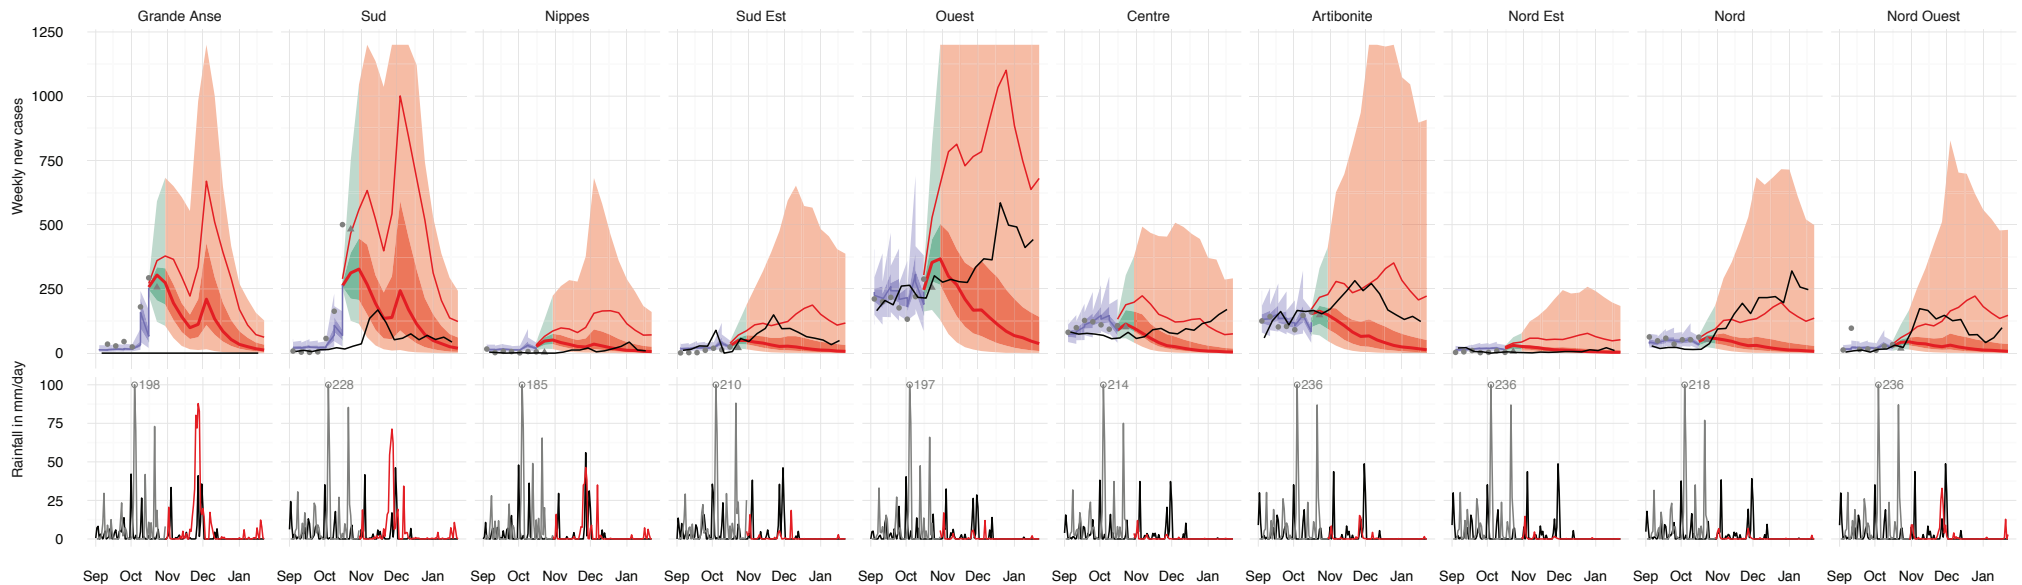 Grande Anse Sud Nippes Sud Est Ouest Centre Artibonite Nord Est Nord Nord Ouest
Weekly new cases
1250
1000
750
500
250
0
Rainfall in mm/day
198 228 185 210 197 214 236 236 218 236
100
75
50
25
0
Sep Oct Nov Dec Jan Sep Oct Nov Dec Jan Sep Oct Nov Dec Jan Sep Oct Nov Dec Jan Sep Oct Nov Dec Jan Sep Oct Nov Dec Jan Sep Oct Nov Dec Jan Sep Oct Nov Dec Jan Sep Oct Nov Dec Jan Sep Oct Nov Dec Jan